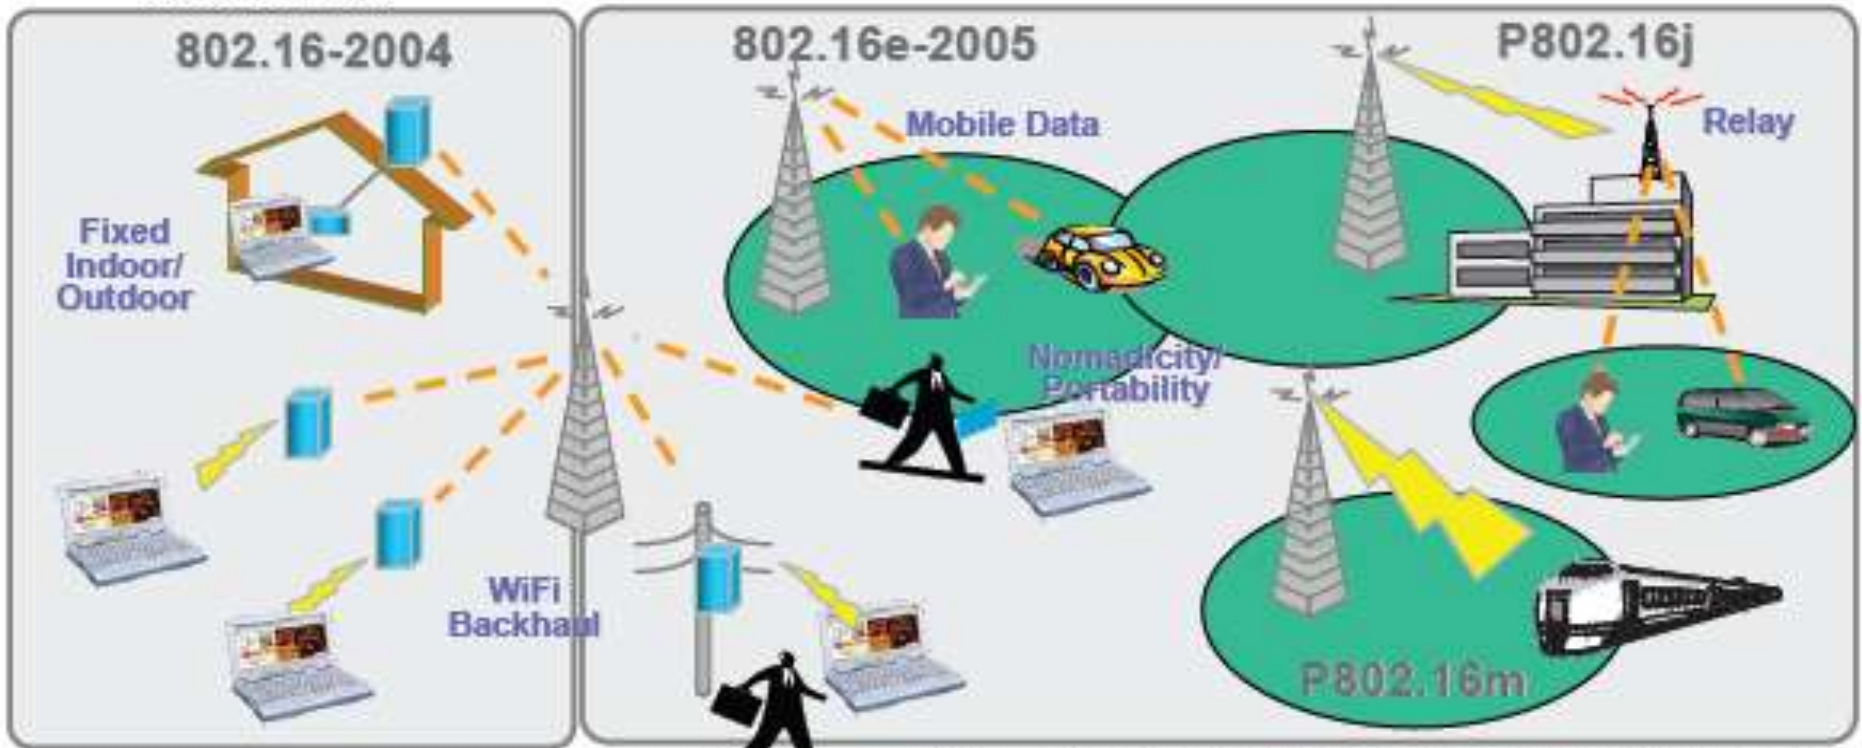 802.16-2004
Fixed
Indoor/
Outdoor
WiFi
Backhaul
802.16e-2005
Mobile Data
Nomadicity/
Portability
P802.16j
Relay
P802.16m